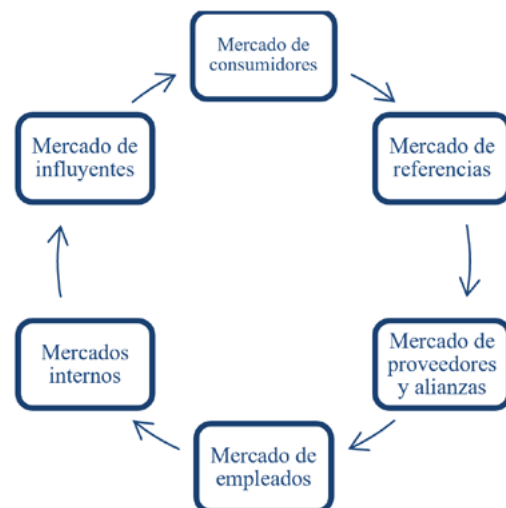 Mercado de
consumidores
Mercado de
referencias
Mercado de
proveedores
y alianzas
Mercado de
empleados
Mercados
internos
Mercado de
influyentes